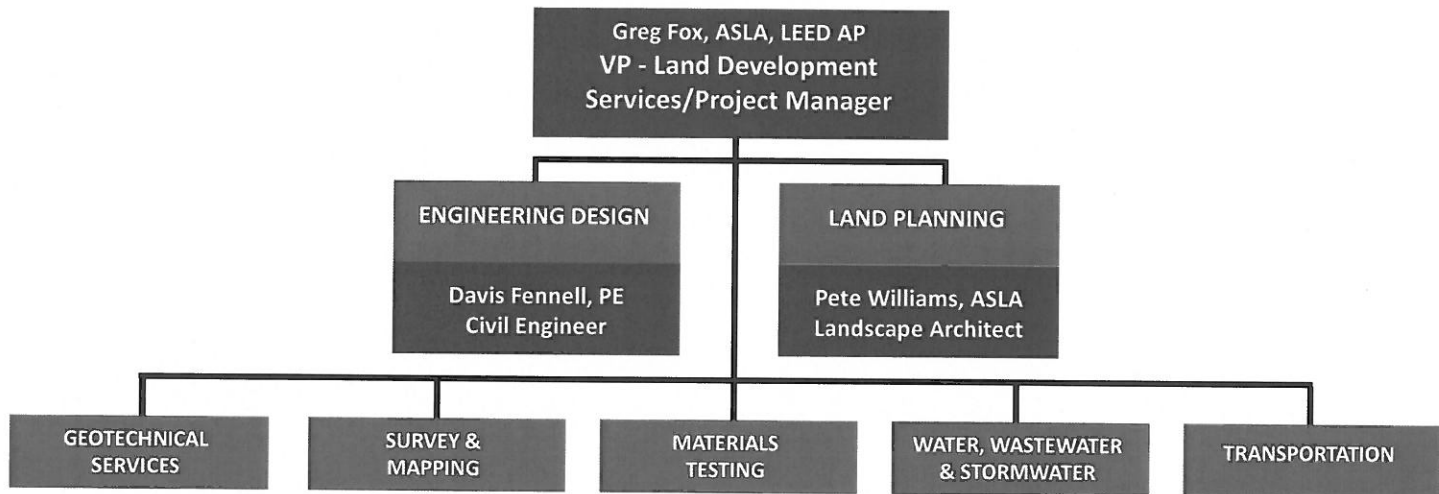 Greg Fox, ASLA, LEED AP
VP - Land Development
Services/Project Manager
ENGINEERING DESIGN
Davis Fennell, PE
Civil Engineer
LAND PLANNING
Pete Williams, ASLA
Landscape Architect
GEOTECHNICAL
SERVICES
SURVEY &
MAPPING
MATERIALS
TESTING
WATER, WASTEWATER
& STORMWATER
TRANSPORTATION